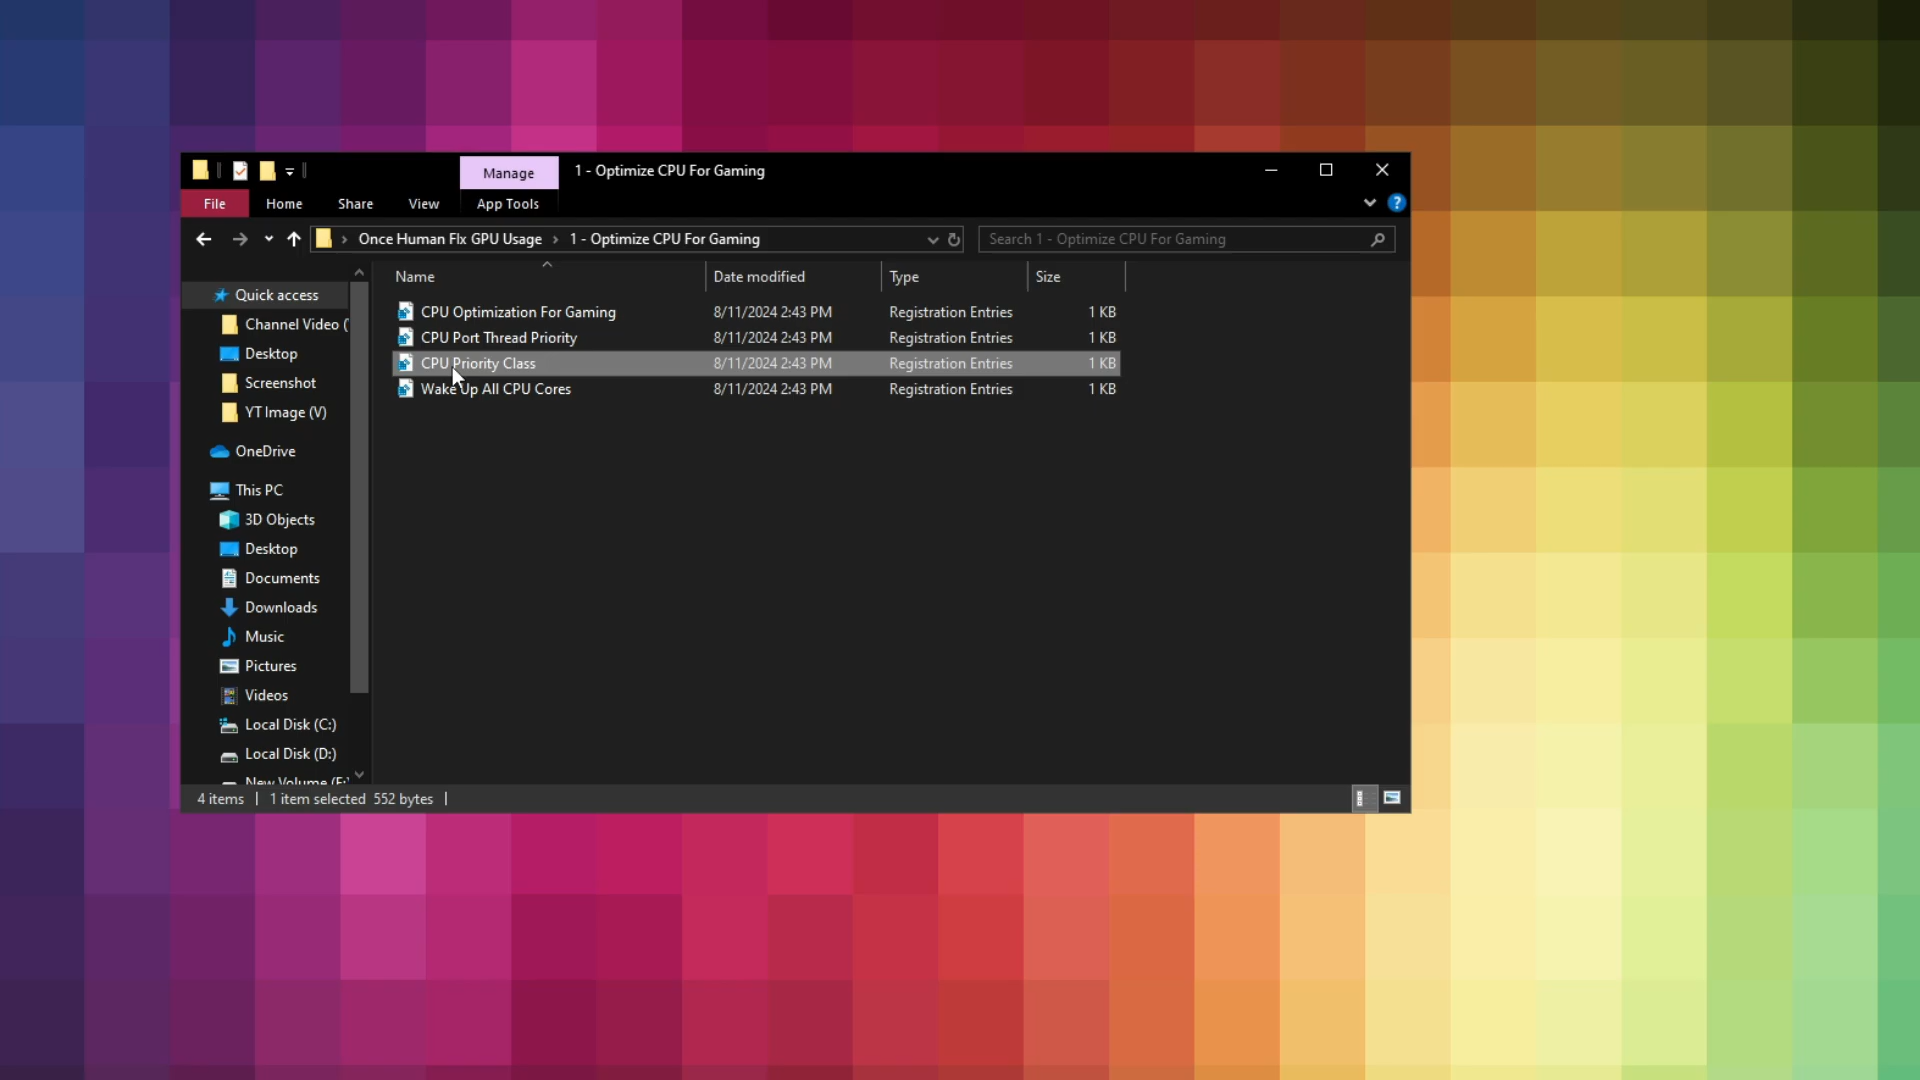 Manage
1 - Optimize CPU For Gaming
File
Home
Share
View
App Tools
Once Human FIx GPU Usage
1 - Optimize CPU For Gaming
Search 1 - Optimize CPU For Gaming
Name
Date modified
Type
Size
CPU Optimization For Gaming 8/11/2024 2:43 PM Registration Entries 1 KB
CPU Port Thread Priority 8/11/2024 2:43 PM Registration Entries 1 KB
CPU Priority Class 8/11/2024 2:43 PM Registration Entries 1 KB
Wake Up All CPU Cores 8/11/2024 2:43 PM Registration Entries 1 KB
Quick access
Channel Video (
Desktop
Screenshot
YT Image (V)
OneDrive
This PC
3D Objects
Desktop
Documents
Downloads
Music
Pictures
Videos
Local Disk (C:)
Local Disk (D:)
New Volume (E:
4 items
1 item selected 552 bytes